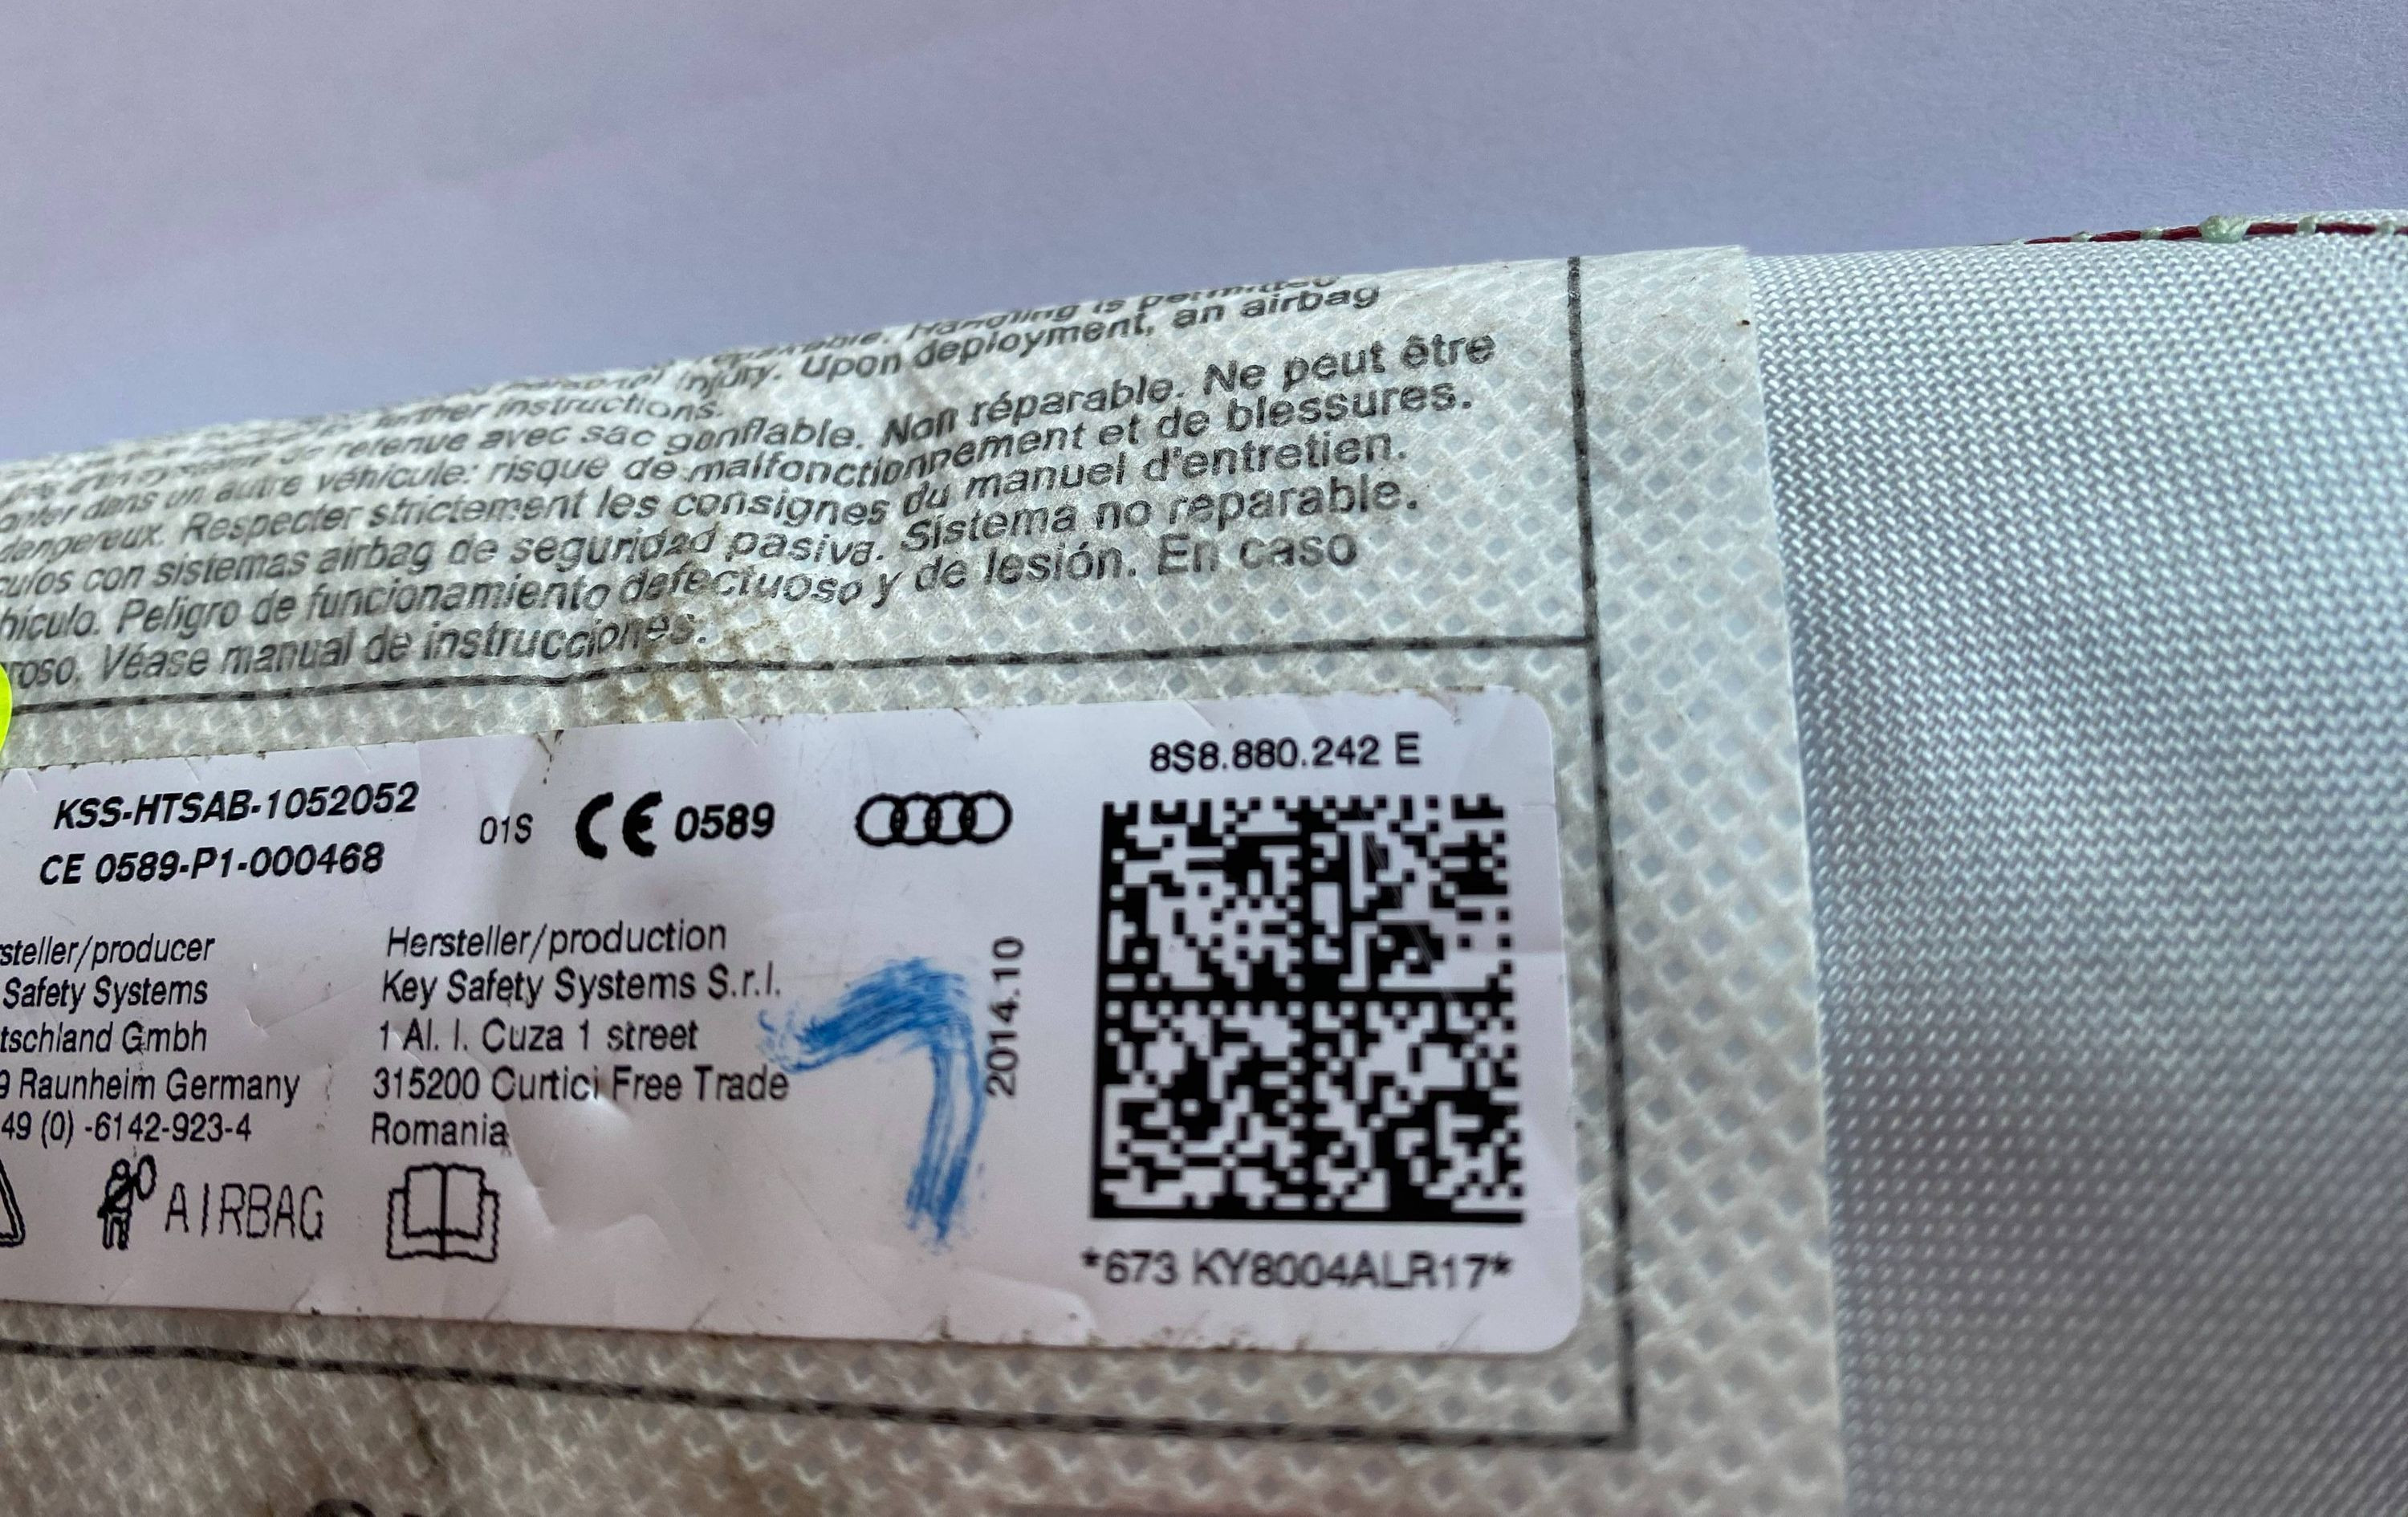 Handling is permitted
injury. Upon deployment, an airbag
further instructions.
de retenue avec sac gonflable. Non réparable. Ne peut être
dans un autre véhicule: risque de malfonctionnement et de blessures.
dangereux. Respecter strictement les consignes du manuel d'entretien.
culos con sistemas airbag de seguridad pasiva. Sistema no reparable.
hículo. Peligro de funcionamiento defectuoso y de lesión. En caso
roso. Véase manual de instrucciones.
8S8.880.242 E
KSS-HTSAB-1052052
01S CE 0589
CE 0589-P1-000468
steller/producer
Safety Systems
tschland Gmbh
9 Raunheim Germany
49 (0) -6142-923-4
Hersteller/production
Key Safety Systems S.r.l.
1 Al. I. Cuza 1 street
315200 Curtici Free Trade
Romania
2014.10
AIRBAG
*673 KY8004ALR17*